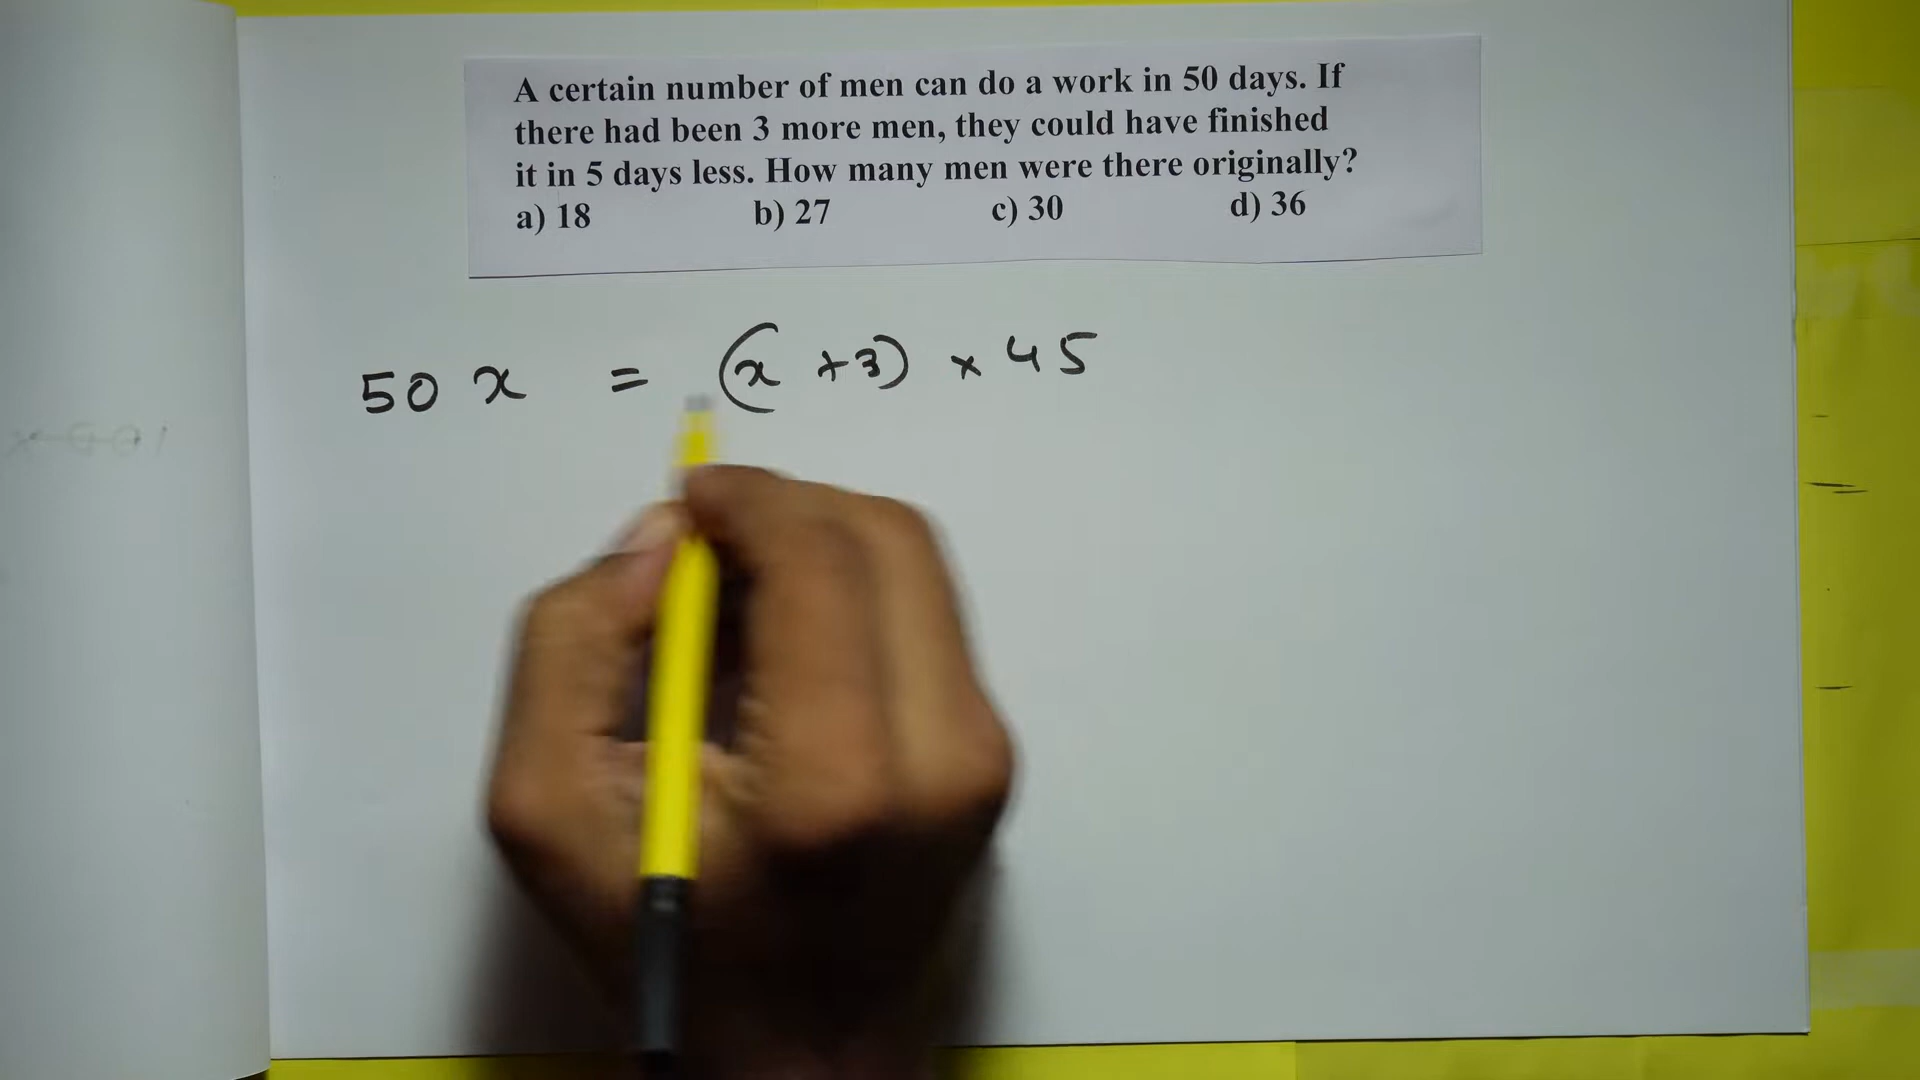 A certain number of men can do a work in 50 days. If
there had been 3 more men, they could have finished
it in 5 days less. How many men were there originally?
a) 18 b) 27 c) 30 d) 36
50 x = (x +3) × 45